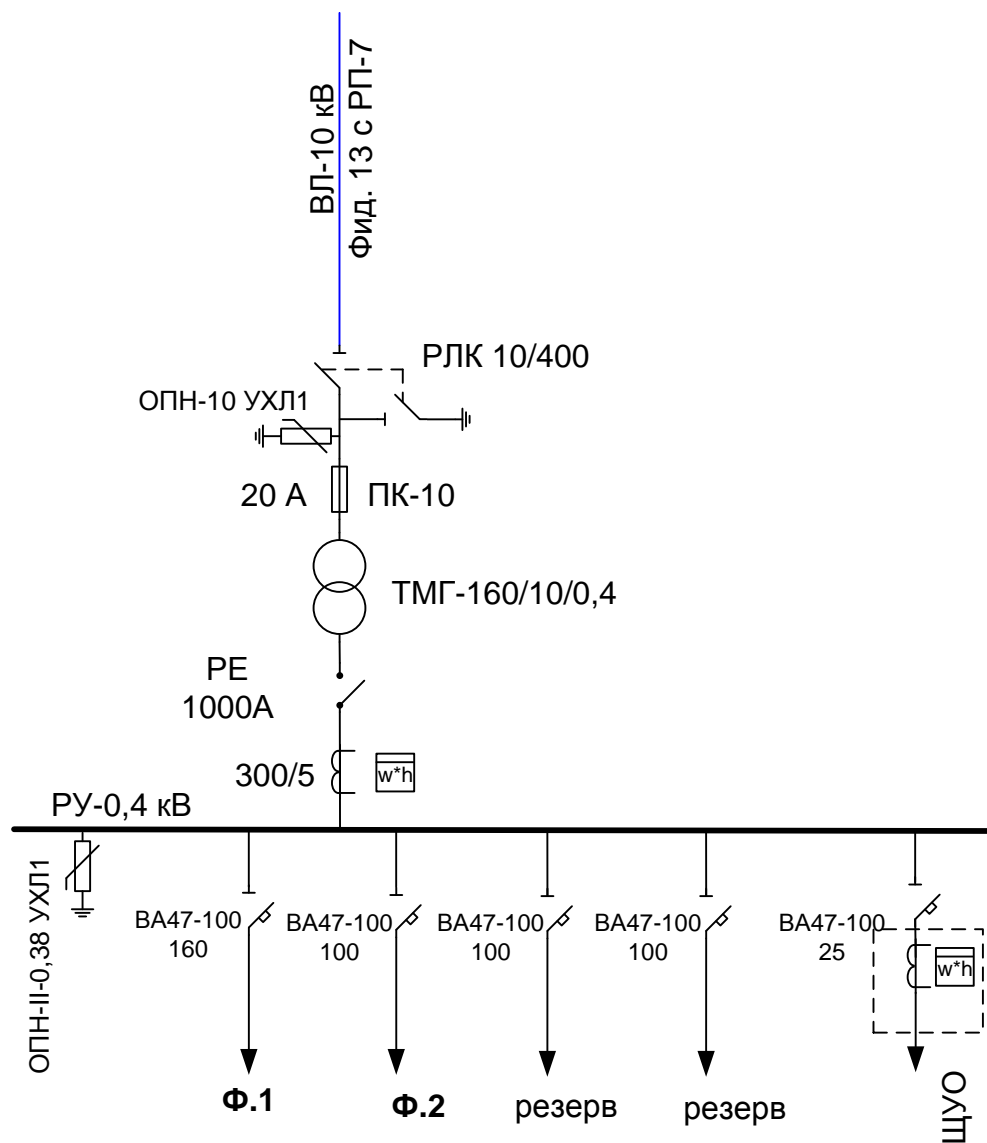 ВЛ-10 кВ
Фид. 13 с РП-7
РЛК 10/400
ОПН-10 УХЛ1
20 А
ПК-10
ТМГ-160/10/0,4
РЕ
1000А
300/5
w*h
РУ-0,4 кВ
ОПН-II-0,38 УХЛ1
ВА47-100
160
ВА47-100
100
ВА47-100
100
ВА47-100
100
ВА47-100
25
w*h
Ф.1
Ф.2
резерв
резерв
ЩУО